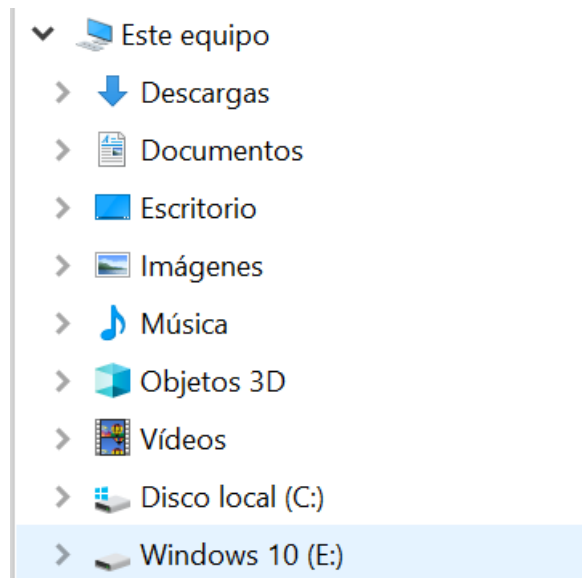 Este equipo
Descargas
Documentos
Escritorio
Imágenes
Música
Objetos 3D
Vídeos
Disco local (C:)
Windows 10 (E:)